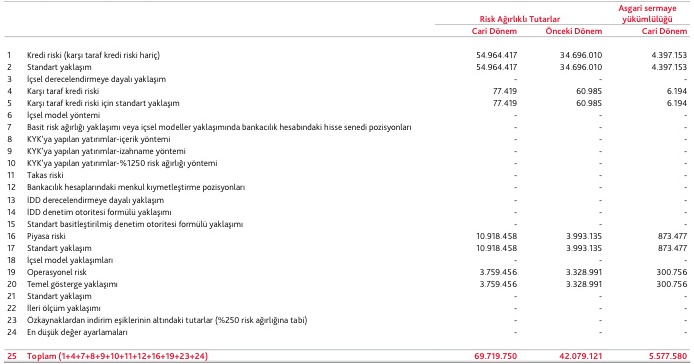 Asgari sermaye
Risk Ağırlıklı Tutarlar yükümlülüğü
Cari Dönem Önceki Dönem Cari Dönem
1 Kredi riski (karşı taraf kredi riski hariç) 54.964.417 34.696.010 4.397.153
2 Standart yaklaşım 54.964.417 34.696.010 4.397.153
3 İçsel derecelendirmeye dayalı yaklaşım - - -
4 Karşı taraf kredi riski 77.419 60.985 6.194
5 Karşı taraf kredi riski için standart yaklaşım 77.419 60.985 6.194
6 İçsel model yöntemi - - -
7 Basit risk ağırlığı yaklaşımı veya içsel modeller yaklaşımında bankacılık hesabındaki hisse senedi pozisyonları - - -
8 KYK'ya yapılan yatırımlar-içerik yöntemi - - -
9 KYK'ya yapılan yatırımlar-izahname yöntemi - - -
10 KYK'ya yapılan yatırımlar-%1250 risk ağırlığı yöntemi - - -
11 Takas riski - - -
12 Bankacılık hesaplarındaki menkul kıymetleştirme pozisyonları - - -
13 İDD derecelendirmeye dayalı yaklaşım - - -
14 İDD denetim otoritesi formülü yaklaşımı - - -
15 Standart basitleştirilmiş denetim otoritesi formülü yaklaşımı - - -
16 Piyasa riski 10.918.458 3.993.135 873.477
17 Standart yaklaşım 10.918.458 3.993.135 873.477
18 İçsel model yaklaşımları - - -
19 Operasyonel risk 3.759.456 3.328.991 300.756
20 Temel gösterge yaklaşımı 3.759.456 3.328.991 300.756
21 Standart yaklaşım - - -
22 İleri ölçüm yaklaşımı - - -
23 Özkaynaklardan indirim eşiklerinin altındaki tutarlar (%250 risk ağırlığına tabi) - - -
24 En düşük değer ayarlamaları - - -
25 Toplam (1+4+7+8+9+10+11+12+16+19+23+24) 69.719.750 42.079.121 5.577.580